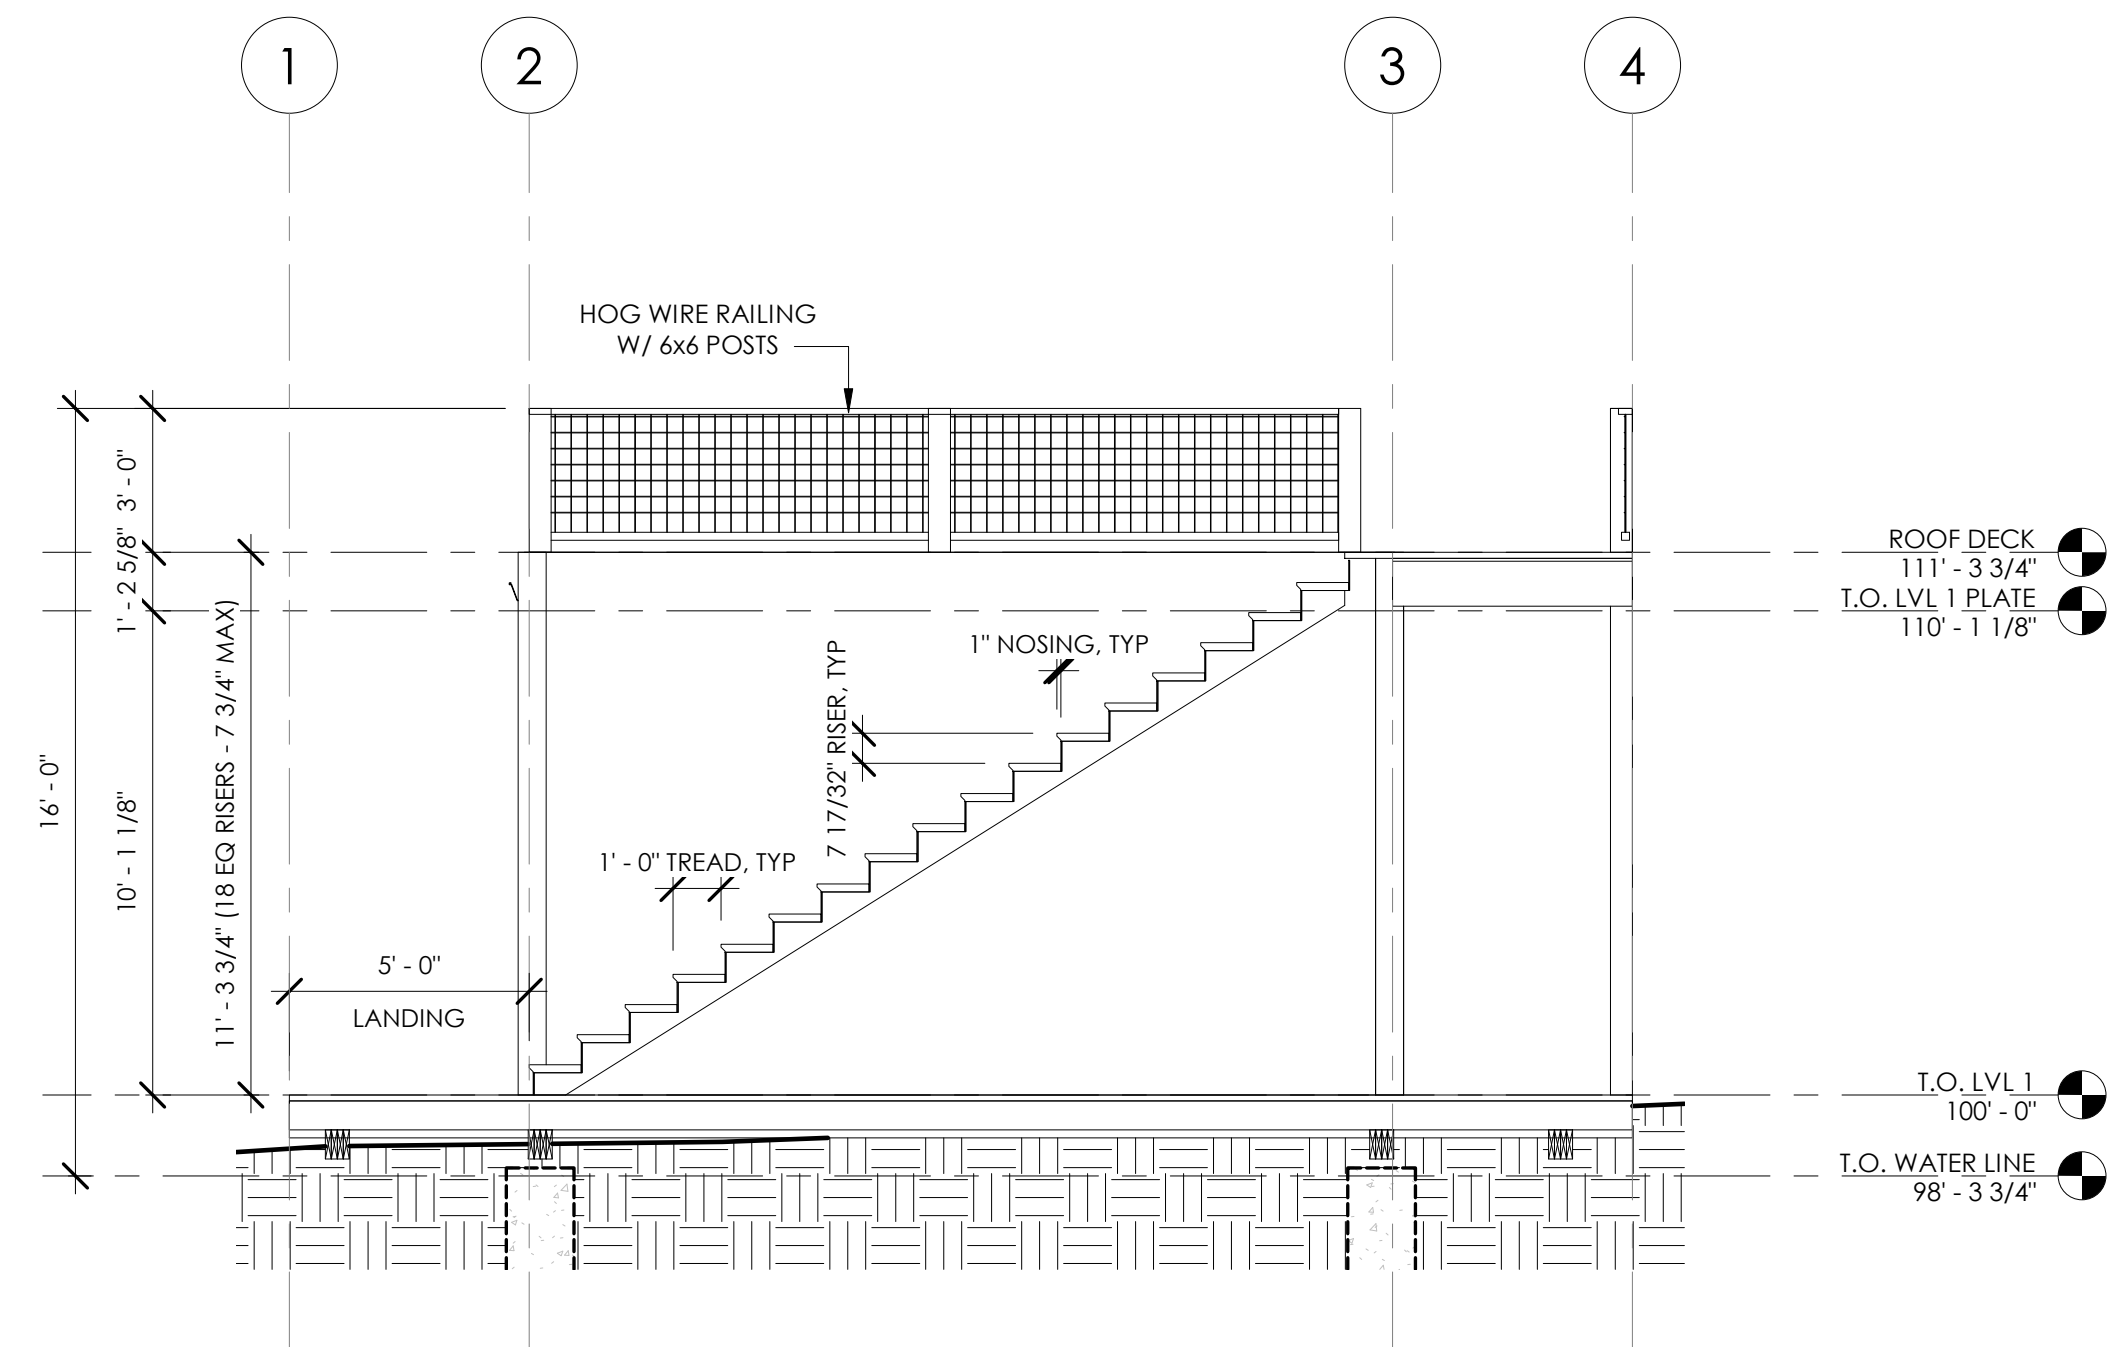 1
2
3
4
HOG WIRE RAILING
W/ 6x6 POSTS
3' - 0"
1' - 2 5/8"
10' - 1 1/8"
16' - 0"
11' - 3 3/4" (18 EQ RISERS - 7 3/4" MAX)
1" NOSING, TYP
7 17/32" RISER, TYP
1' - 0" TREAD, TYP
5' - 0"
LANDING
ROOF DECK
111' - 3 3/4"
T.O. LVL 1 PLATE
110' - 1 1/8"
T.O. LVL 1
100' - 0"
T.O. WATER LINE
98' - 3 3/4"